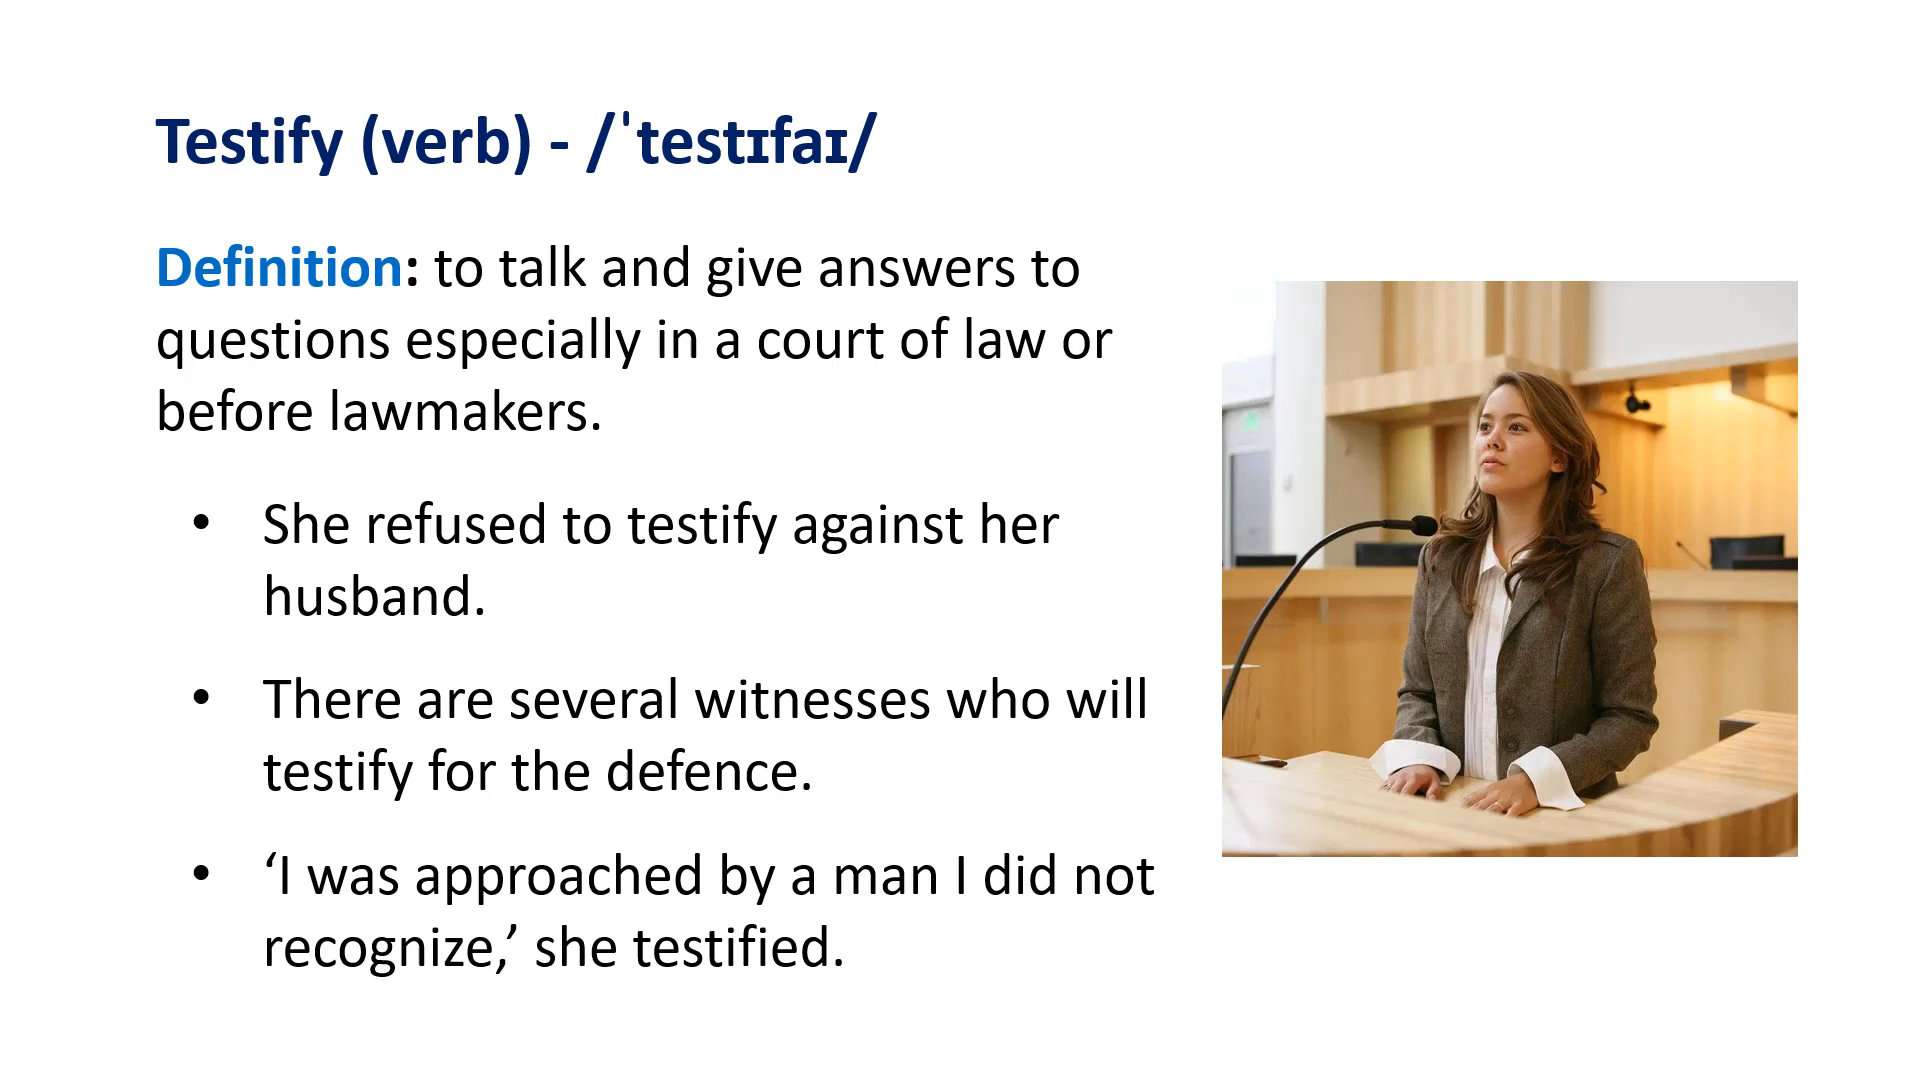 Testify (verb) - /ˈtestɪfaɪ/
Definition: to talk and give answers to
questions especially in a court of law or
before lawmakers.
• She refused to testify against her
husband.
• There are several witnesses who will
testify for the defence.
• ‘I was approached by a man I did not
recognize,’ she testified.